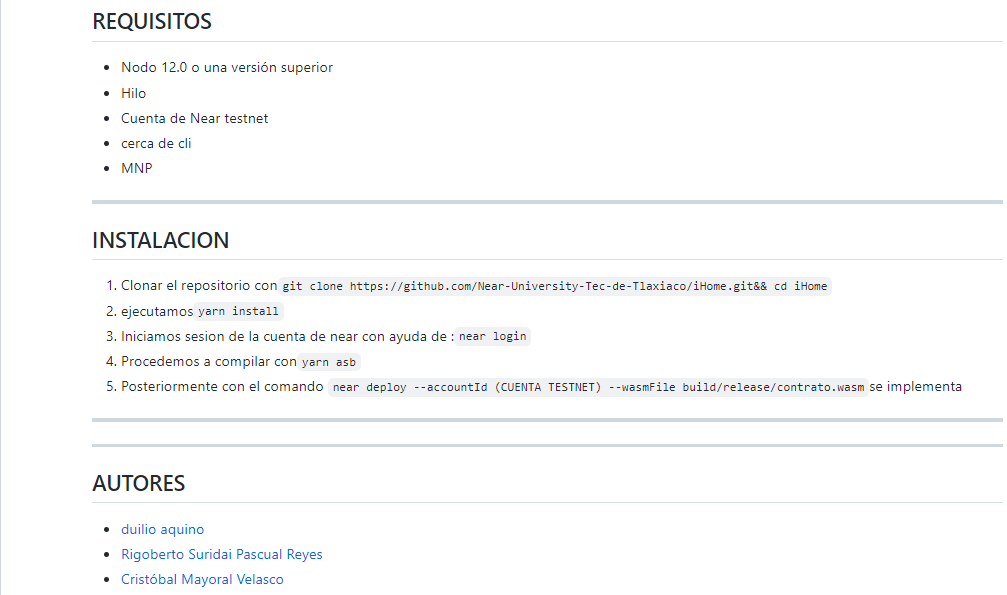 REQUISITOS
Nodo 12.0 o una versión superior
Hilo
Cuenta de Near testnet
cerca de cli
MNP
INSTALACION
1. Clonar el repositorio con git clone https://github.com/Near-University-Tec-de-Tlaxiaco/iHome.git&& cd iHome
2. ejecutamos yarn install
3. Iniciamos sesion de la cuenta de near con ayuda de : near login
4. Procedemos a compilar con yarn asb
5. Posteriormente con el comando near deploy --accountId (CUENTA TESTNET) --wasmFile build/release/contrato.wasm se implementa
AUTORES
duilio aquino
Rigoberto Suridai Pascual Reyes
Cristóbal Mayoral Velasco